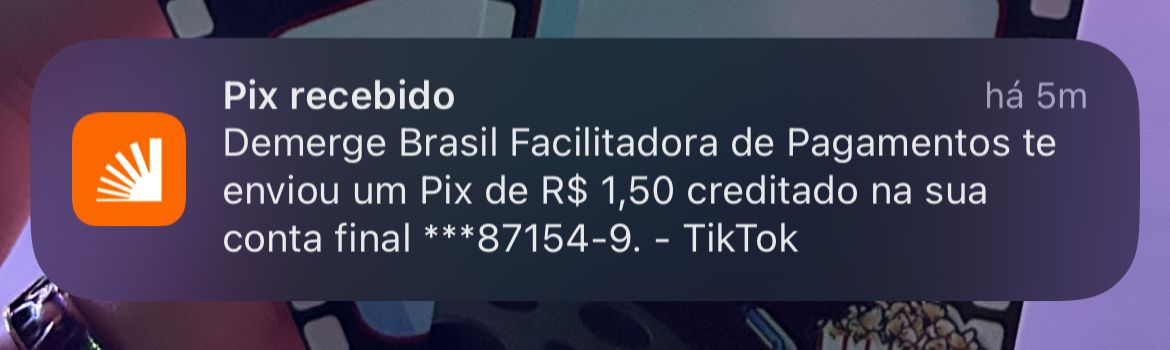 Pix recebido há 5m
Demerge Brasil Facilitadora de Pagamentos te
enviou um Pix de R$ 1,50 creditado na sua
conta final ***87154-9. - TikTok